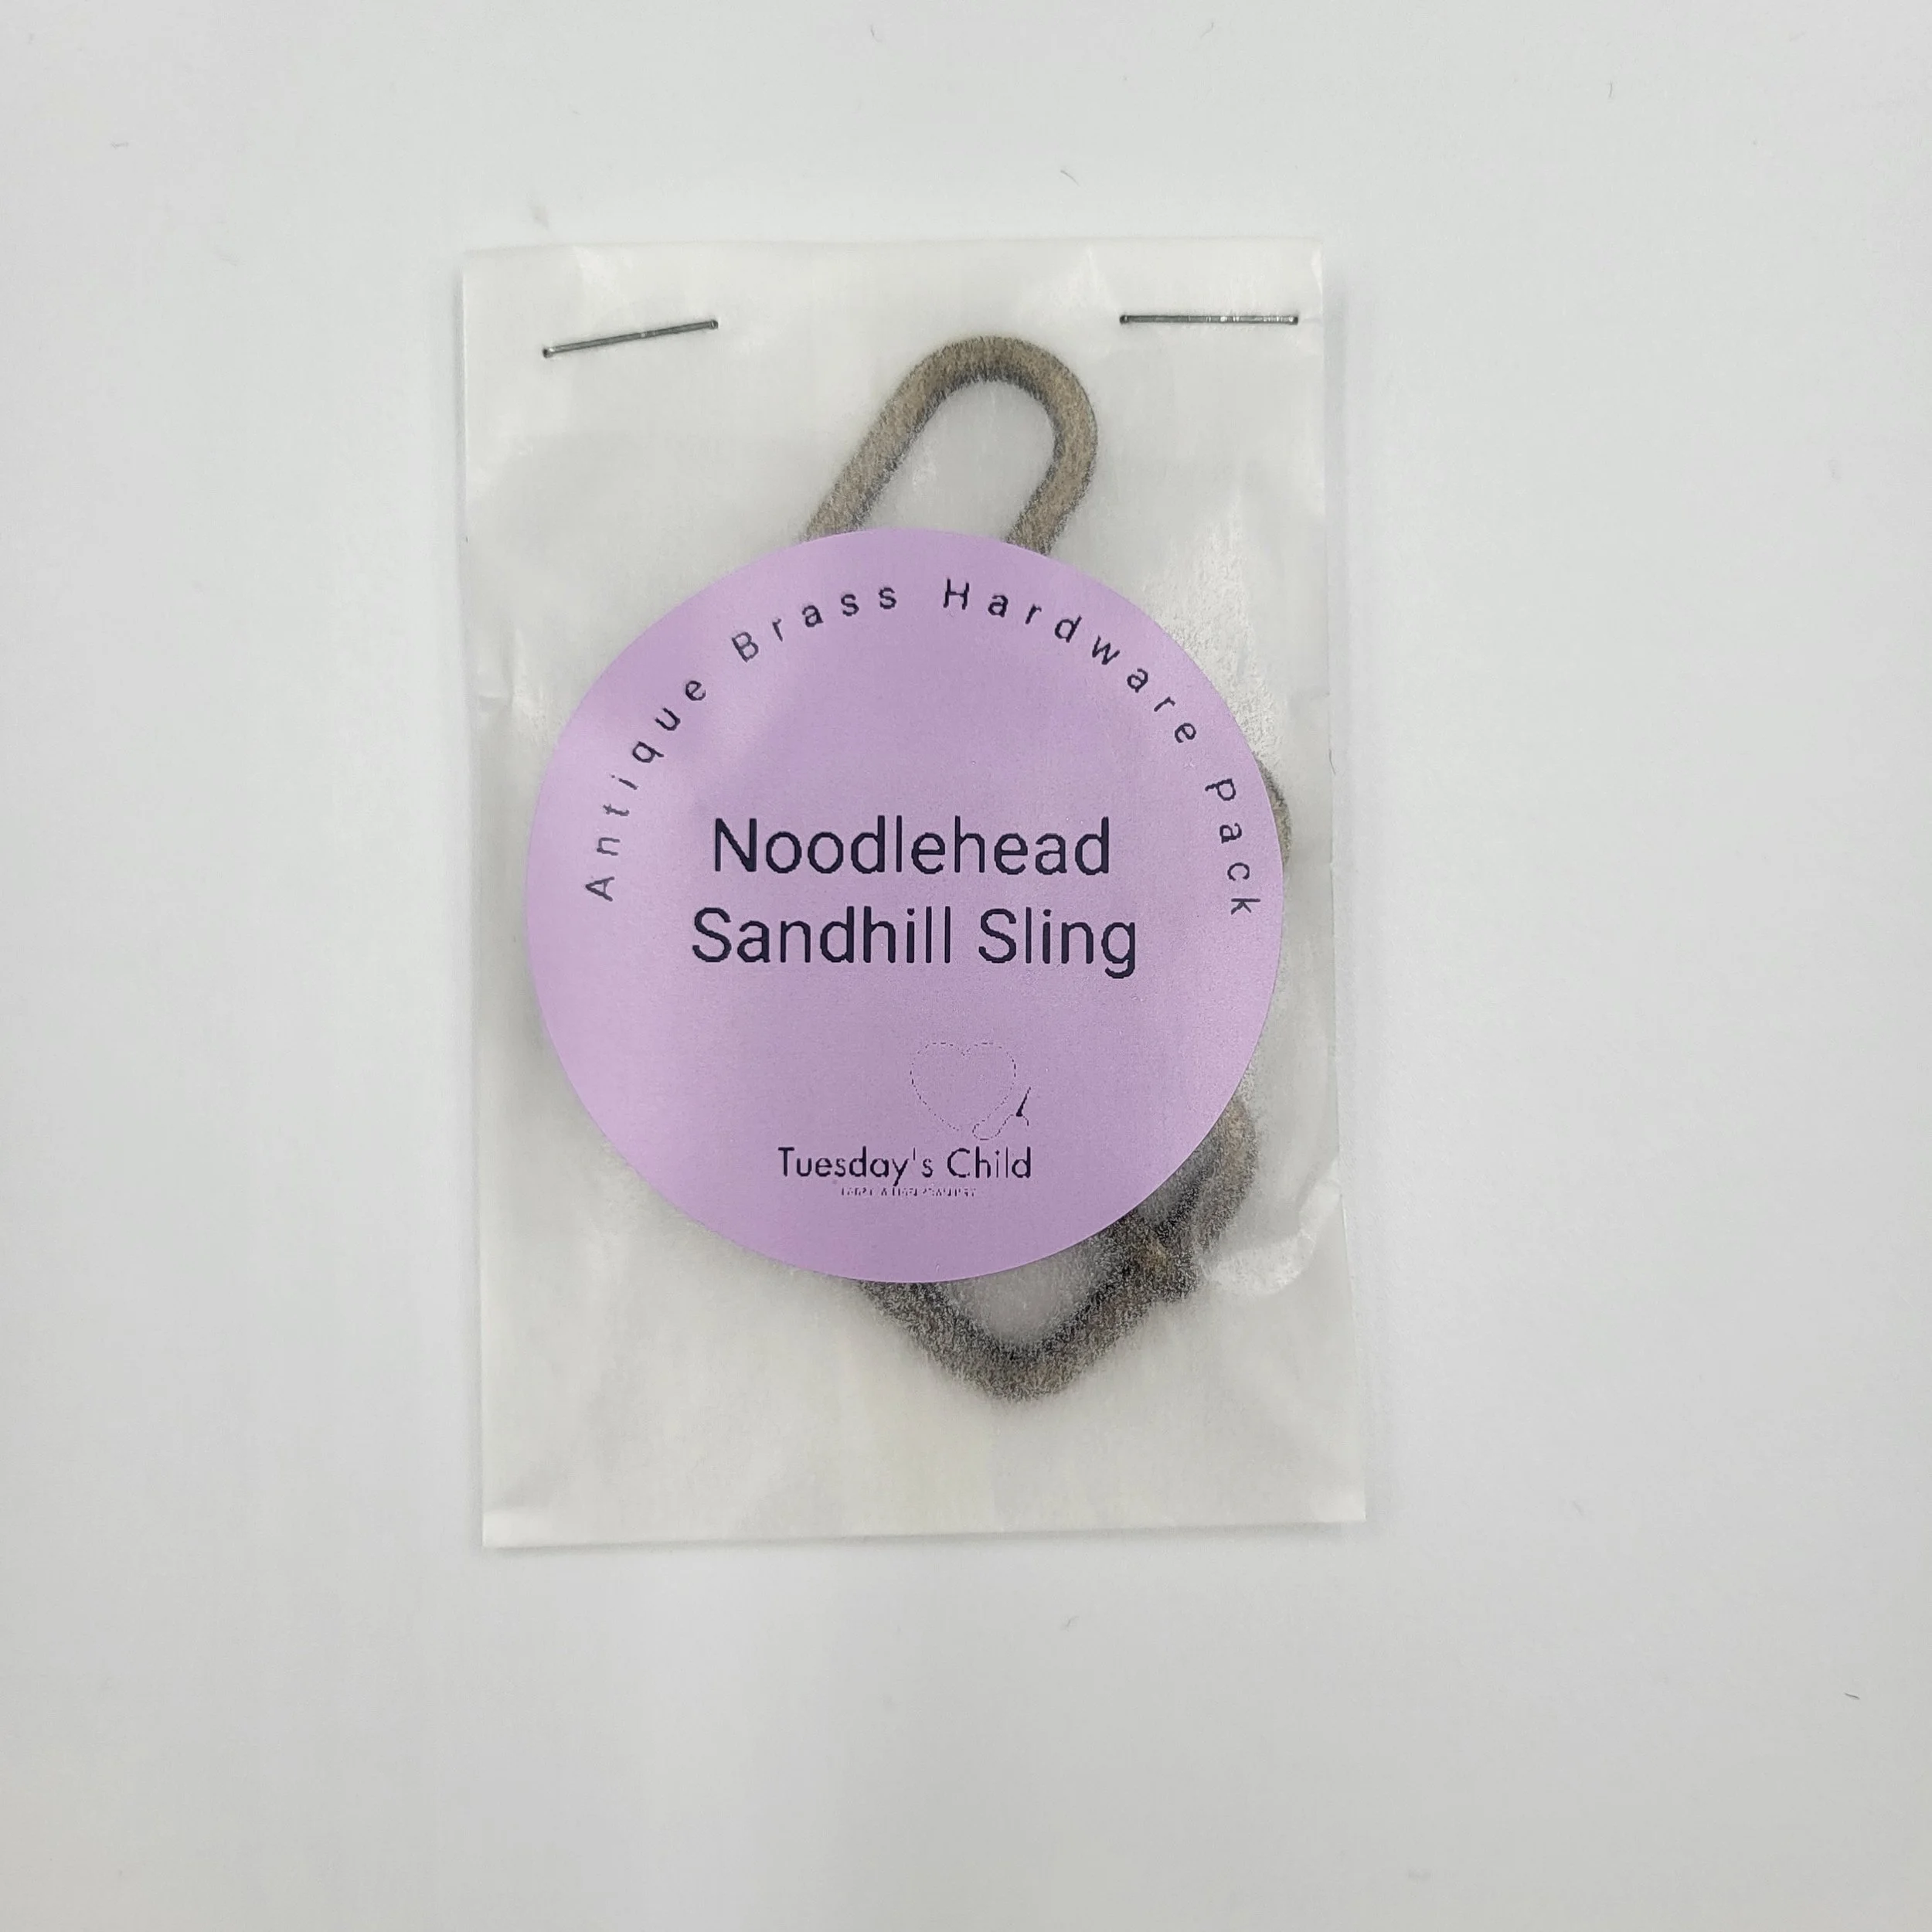 Antique Brass Hardware Pack
Noodlehead
Sandhill Sling
Tuesday's Child